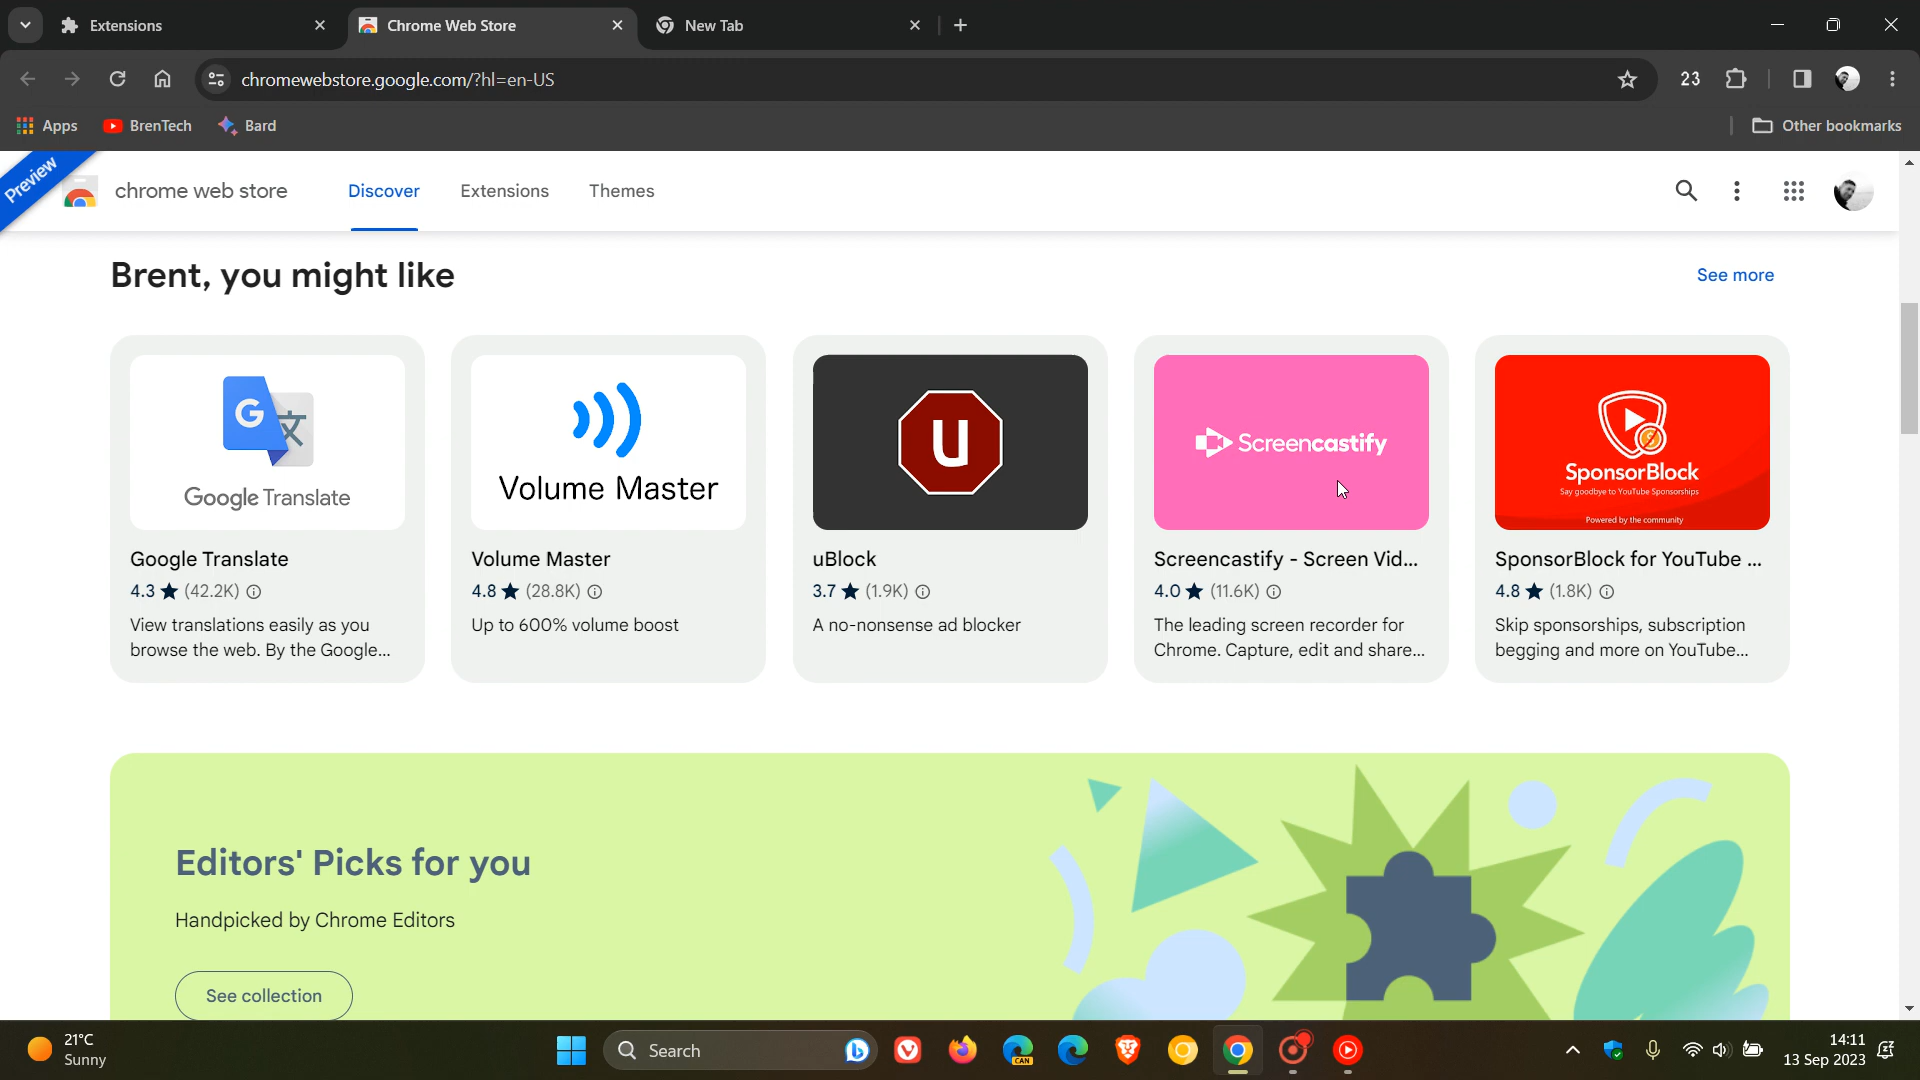 Extensions
Chrome Web Store
New Tab
chromewebstore.google.com/?hl=en-US
23
Apps
BrenTech
Bard
Other bookmarks
Preview
chrome web store
Discover
Extensions
Themes
Brent, you might like
See more
G
Google Translate
Volume Master
u
Screencastify
SponsorBlock
Say goodbye to YouTube Sponsorships
Powered by the community
Google Translate
4.3 ★ (42.2K)
View translations easily as you
browse the web. By the Google...
Volume Master
4.8 ★ (28.8K)
Up to 600% volume boost
uBlock
3.7 ★ (1.9K)
A no-nonsense ad blocker
Screencastify - Screen Vid...
4.0 ★ (11.6K)
The leading screen recorder for
Chrome. Capture, edit and share...
SponsorBlock for YouTube ...
4.8 ★ (1.8K)
Skip sponsorships, subscription
begging and more on YouTube...
Editors' Picks for you
Handpicked by Chrome Editors
See collection
21°C
Sunny
Search
CAN
14:11
13 Sep 2023